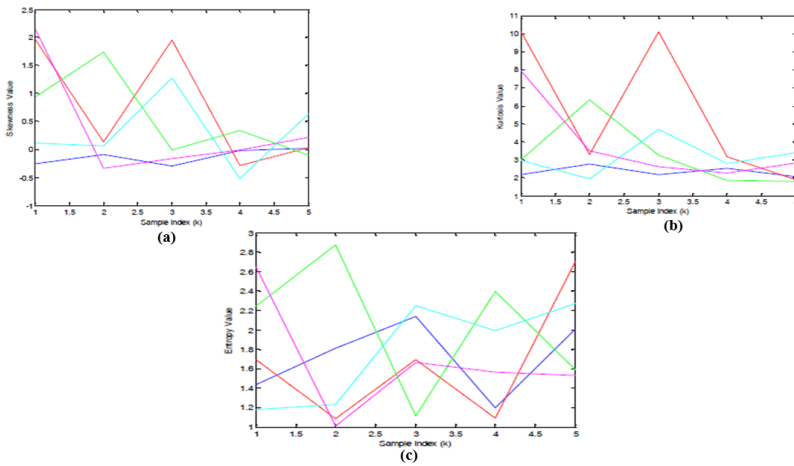 2.5
2
1.5
1
0.5
0
-0.5
-1
Skewness Value
1 1.5 2 2.5 3 3.5 4 4.5 5
Sample Index (k)
(a)
11
10
9
8
7
6
5
4
3
2
1
Kurtosis Value
1 1.5 2 2.5 3 3.5 4 4.5
Sample Index (k)
(b)
3
2.8
2.6
2.4
2.2
2
1.8
1.6
1.4
1.2
1
Entropy Value
1 1.5 2 2.5 3 3.5 4 4.5 5
Sample Index (k)
(c)